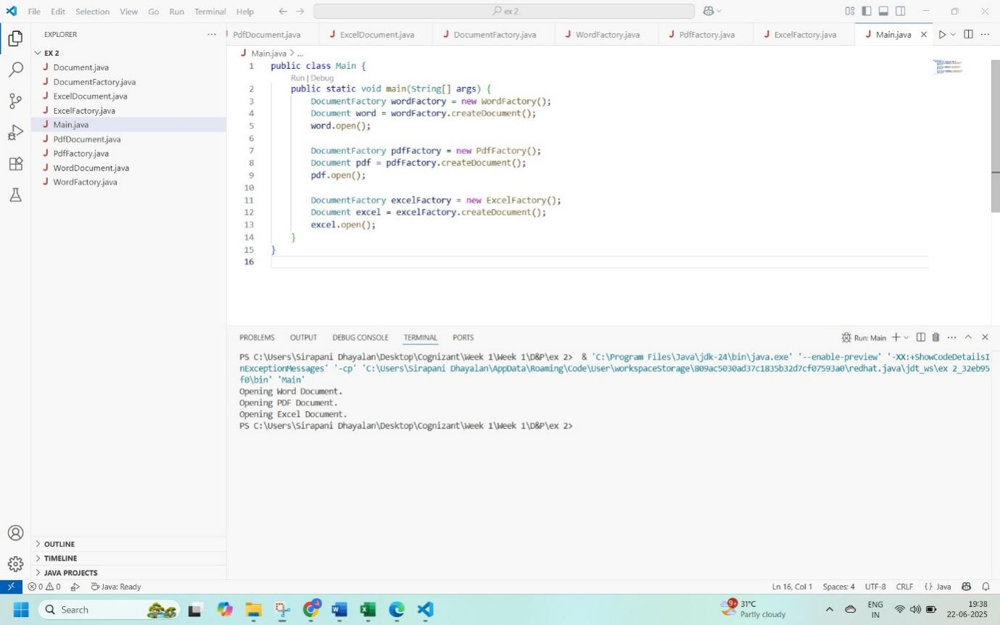 File Edit Selection View Go Run Terminal Help
ex 2
EXPLORER
EX 2
Document.java
DocumentFactory.java
ExcelDocument.java
ExcelFactory.java
Main.java
PdfDocument.java
PdfFactory.java
WordDocument.java
WordFactory.java
OUTLINE
TIMELINE
JAVA PROJECTS
PdfDocument.java ExcelDocument.java DocumentFactory.java WordFactory.java PdfFactory.java ExcelFactory.java Main.java
Main.java > ...
1 public class Main {
Run | Debug
2 public static void main(String[] args) {
3 DocumentFactory wordFactory = new WordFactory();
4 Document word = wordFactory.createDocument();
5 word.open();
6
7 DocumentFactory pdfFactory = new PdfFactory();
8 Document pdf = pdfFactory.createDocument();
9 pdf.open();
10
11 DocumentFactory excelFactory = new ExcelFactory();
12 Document excel = excelFactory.createDocument();
13 excel.open();
14 }
15 }
16
PROBLEMS OUTPUT DEBUG CONSOLE TERMINAL PORTS
Run: Main
PS C:\Users\Sirapani Dhayalan\Desktop\Cognizant\Week 1\Week 1\D&P\ex 2> & 'C:\Program Files\Java\jdk-24\bin\java.exe' '--enable-preview' '-XX:+ShowCodeDetailsI
nExceptionMessages' '-cp' 'C:\Users\Sirapani Dhayalan\AppData\Roaming\Code\User\workspaceStorage\809ac5030ad37c1835b32d7cf07593a0\redhat.java\jdt_ws\ex 2_32eb95
f0\bin' 'Main'
Opening Word Document.
Opening PDF Document.
Opening Excel Document.
PS C:\Users\Sirapani Dhayalan\Desktop\Cognizant\Week 1\Week 1\D&P\ex 2>
0 0 Java: Ready
Ln 16, Col 1 Spaces: 4 UTF-8 CRLF {} Java
Search
9+ 31°C
Partly cloudy
ENG
IN
19:38
22-06-2025